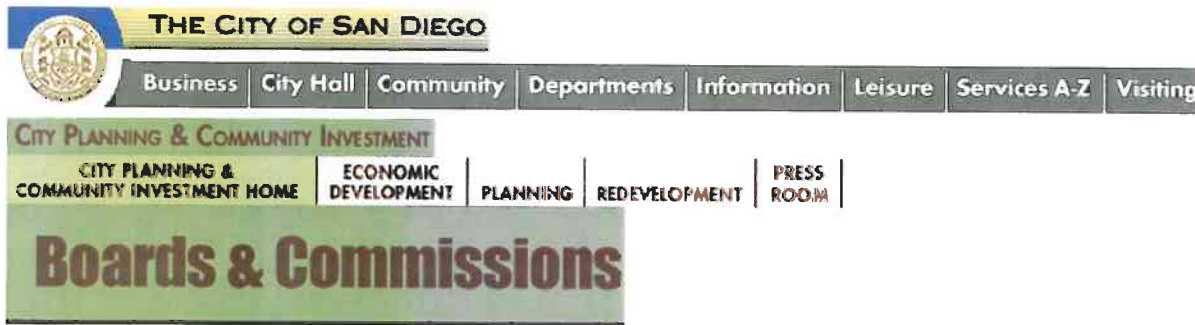 THE CITY OF SAN DIEGO
Business City Hall Community Departments Information Leisure Services A-Z Visiting
CITY PLANNING & COMMUNITY INVESTMENT
CITY PLANNING & COMMUNITY INVESTMENT HOME
ECONOMIC DEVELOPMENT
PLANNING
REDEVELOPMENT
PRESS ROOM
Boards & Commissions